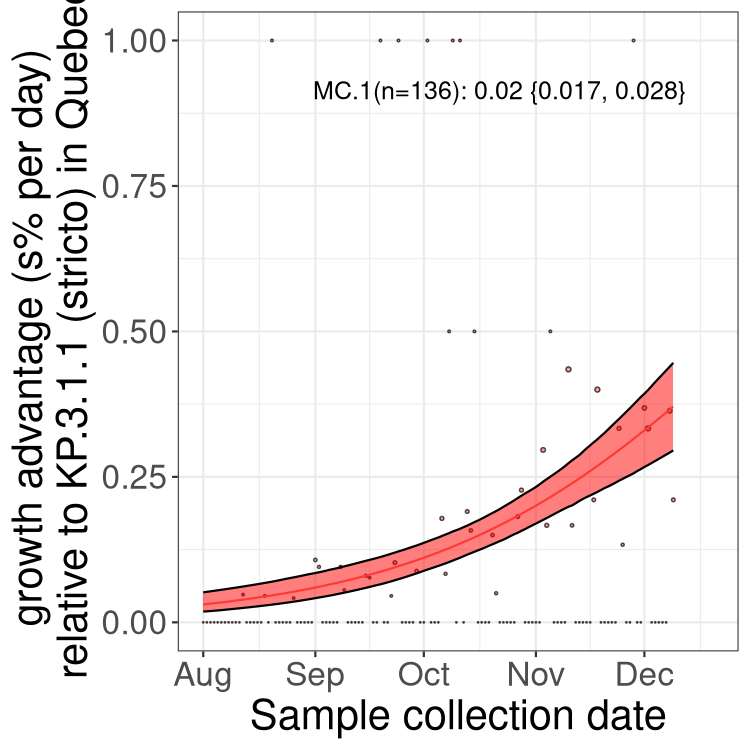 growth advantage (s% per day)
relative to KP.3.1.1 (stricto) in Quebec
1.00
0.75
0.50
0.25
0.00
MC.1(n=136): 0.02 {0.017, 0.028}
Aug Sep Oct Nov Dec
Sample collection date